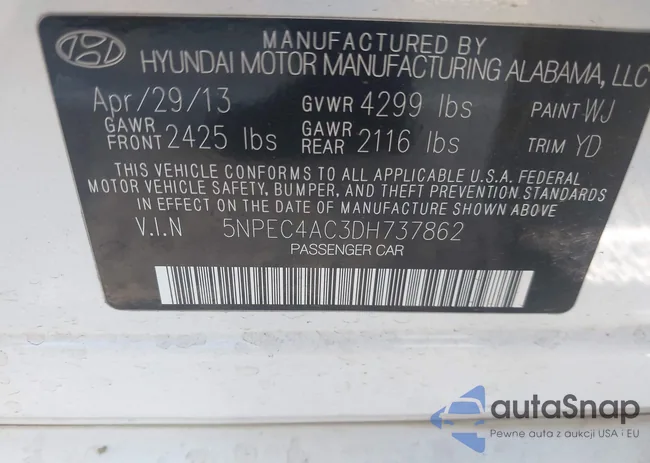 MANUFACTURED BY
HYUNDAI MOTOR MANUFACTURING ALABAMA, LLC
Apr/29/13 GVWR 4299 lbs PAINT WJ
GAWR FRONT 2425 lbs GAWR REAR 2116 lbs TRIM YD
THIS VEHICLE CONFORMS TO ALL APPLICABLE U.S.A. FEDERAL
MOTOR VEHICLE SAFETY, BUMPER, AND THEFT PREVENTION STANDARDS
IN EFFECT ON THE DATE OF MANUFACTURE SHOWN ABOVE
V.I.N 5NPEC4AC3DH737862
PASSENGER CAR
autoSnap
Pewne auta z aukcji USA i EU